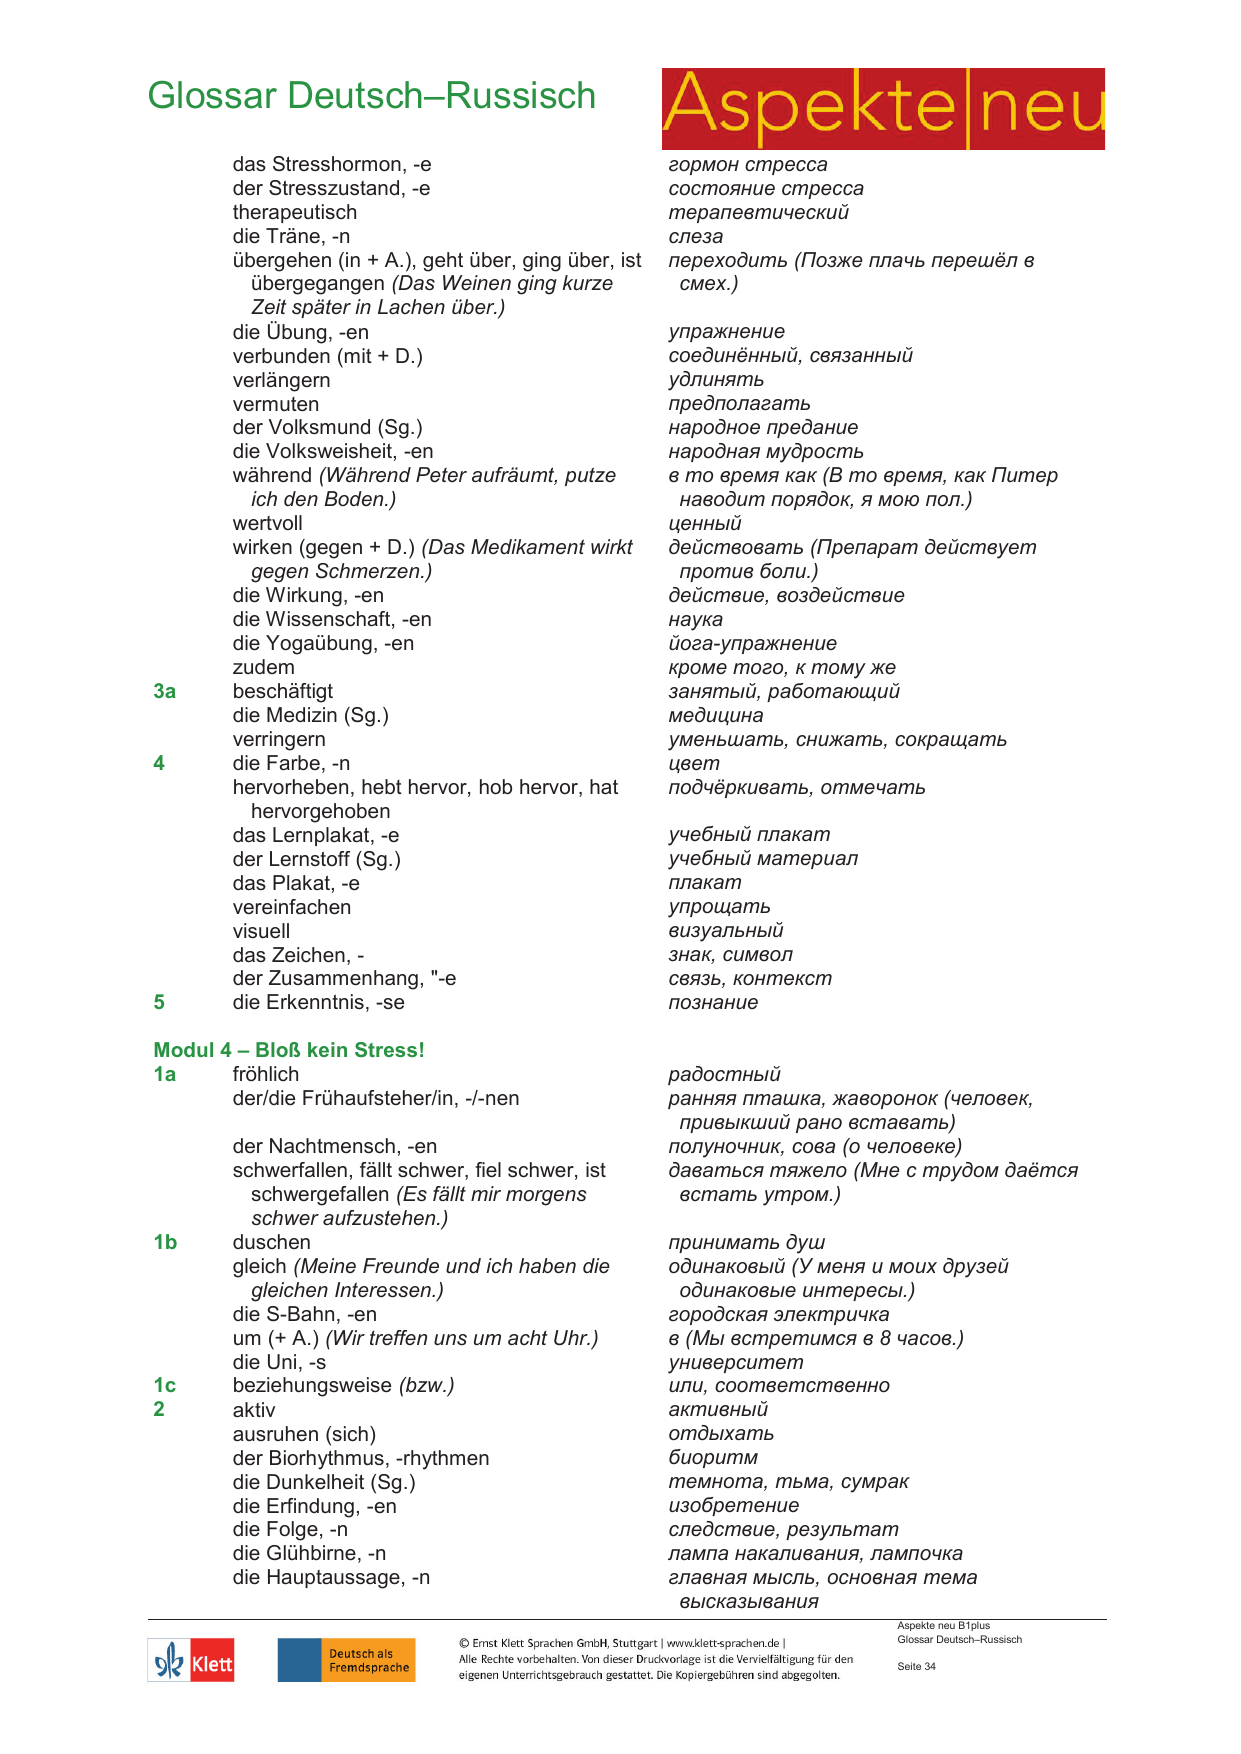 Glossar Deutsch–Russisch
Aspekte|neu
das Stresshormon, -e гормон стресса
der Stresszustand, -e состояние стресса
therapeutisch терапевтический
die Träne, -n слеза
übergehen (in + A.), geht über, ging über, ist переходить (Позже плачь перешёл в
übergegangen (Das Weinen ging kurze смех.)
Zeit später in Lachen über.)
die Übung, -en упражнение
verbunden (mit + D.) соединённый, связанный
verlängern удлинять
vermuten предполагать
der Volksmund (Sg.) народное предание
die Volksweisheit, -en народная мудрость
während (Während Peter aufräumt, putze в то время как (В то время, как Питер
ich den Boden.) наводит порядок, я мою пол.)
wertvoll ценный
wirken (gegen + D.) (Das Medikament wirkt действовать (Препарат действует
gegen Schmerzen.) против боли.)
die Wirkung, -en действие, воздействие
die Wissenschaft, -en наука
die Yogaübung, -en йога-упражнение
zudem кроме того, к тому же
3a beschäftigt занятый, работающий
die Medizin (Sg.) медицина
verringern уменьшать, снижать, сокращать
4 die Farbe, -n цвет
hervorheben, hebt hervor, hob hervor, hat подчёркивать, отмечать
hervorgehoben
das Lernplakat, -e учебный плакат
der Lernstoff (Sg.) учебный материал
das Plakat, -e плакат
vereinfachen упрощать
visuell визуальный
das Zeichen, - знак, символ
der Zusammenhang, "-e связь, контекст
5 die Erkenntnis, -se познание
Modul 4 – Bloß kein Stress!
1a fröhlich радостный
der/die Frühaufsteher/in, -/-nen ранняя пташка, жаворонок (человек,
привыкший рано вставать)
der Nachtmensch, -en полуночник, сова (о человеке)
schwerfallen, fällt schwer, fiel schwer, ist даваться тяжело (Мне с трудом даётся
schwergefallen (Es fällt mir morgens встать утром.)
schwer aufzustehen.)
1b duschen принимать душ
gleich (Meine Freunde und ich haben die одинаковый (У меня и моих друзей
gleichen Interessen.) одинаковые интересы.)
die S-Bahn, -en городская электричка
um (+ A.) (Wir treffen uns um acht Uhr.) в (Мы встретимся в 8 часов.)
die Uni, -s университет
1c beziehungsweise (bzw.) или, соответственно
2 aktiv активный
ausruhen (sich) отдыхать
der Biorhythmus, -rhythmen биоритм
die Dunkelheit (Sg.) темнота, тьма, сумрак
die Erfindung, -en изобретение
die Folge, -n следствие, результат
die Glühbirne, -n лампа накаливания, лампочка
die Hauptaussage, -n главная мысль, основная тема
высказывания
Klett
Deutsch als
Fremdsprache
© Ernst Klett Sprachen GmbH, Stuttgart | www.klett-sprachen.de |
Alle Rechte vorbehalten. Von dieser Druckvorlage ist die Vervielfältigung für den
eigenen Unterrichtsgebrauch gestattet. Die Kopiergebühren sind abgegolten.
Aspekte neu B1plus
Glossar Deutsch–Russisch
Seite 34